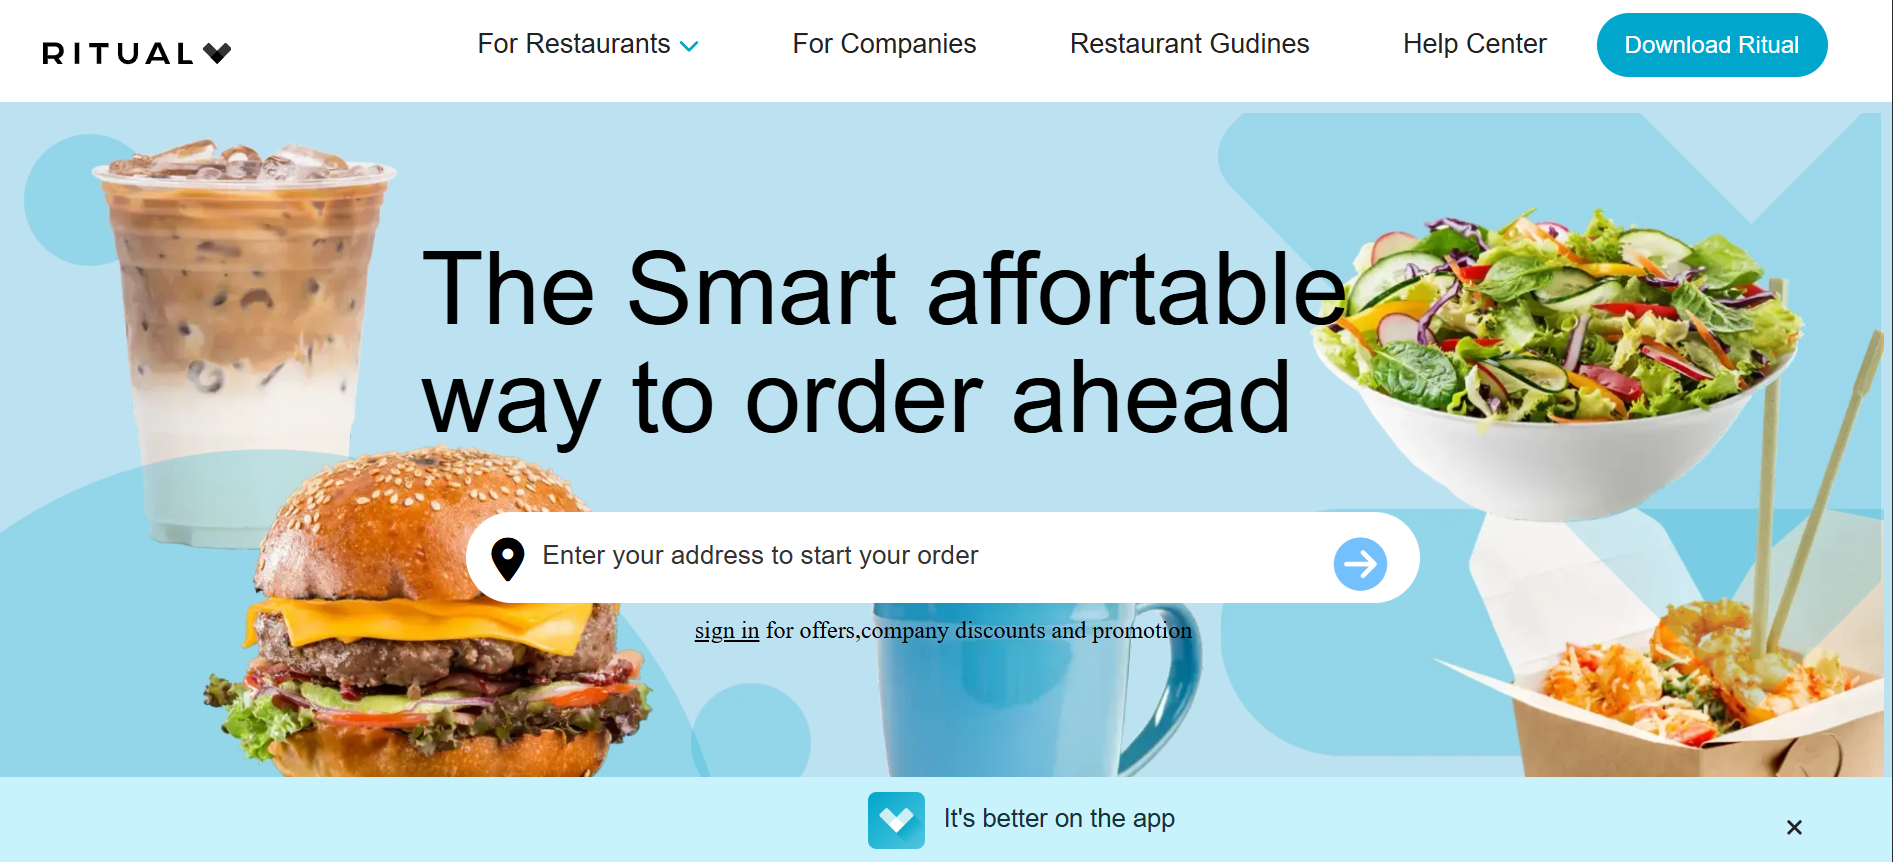 RITUAL
For Restaurants
For Companies
Restaurant Gudines
Help Center
Download Ritual
The Smart affortable
way to order ahead
Enter your address to start your order
sign in for offers,company discounts and promotion
It's better on the app